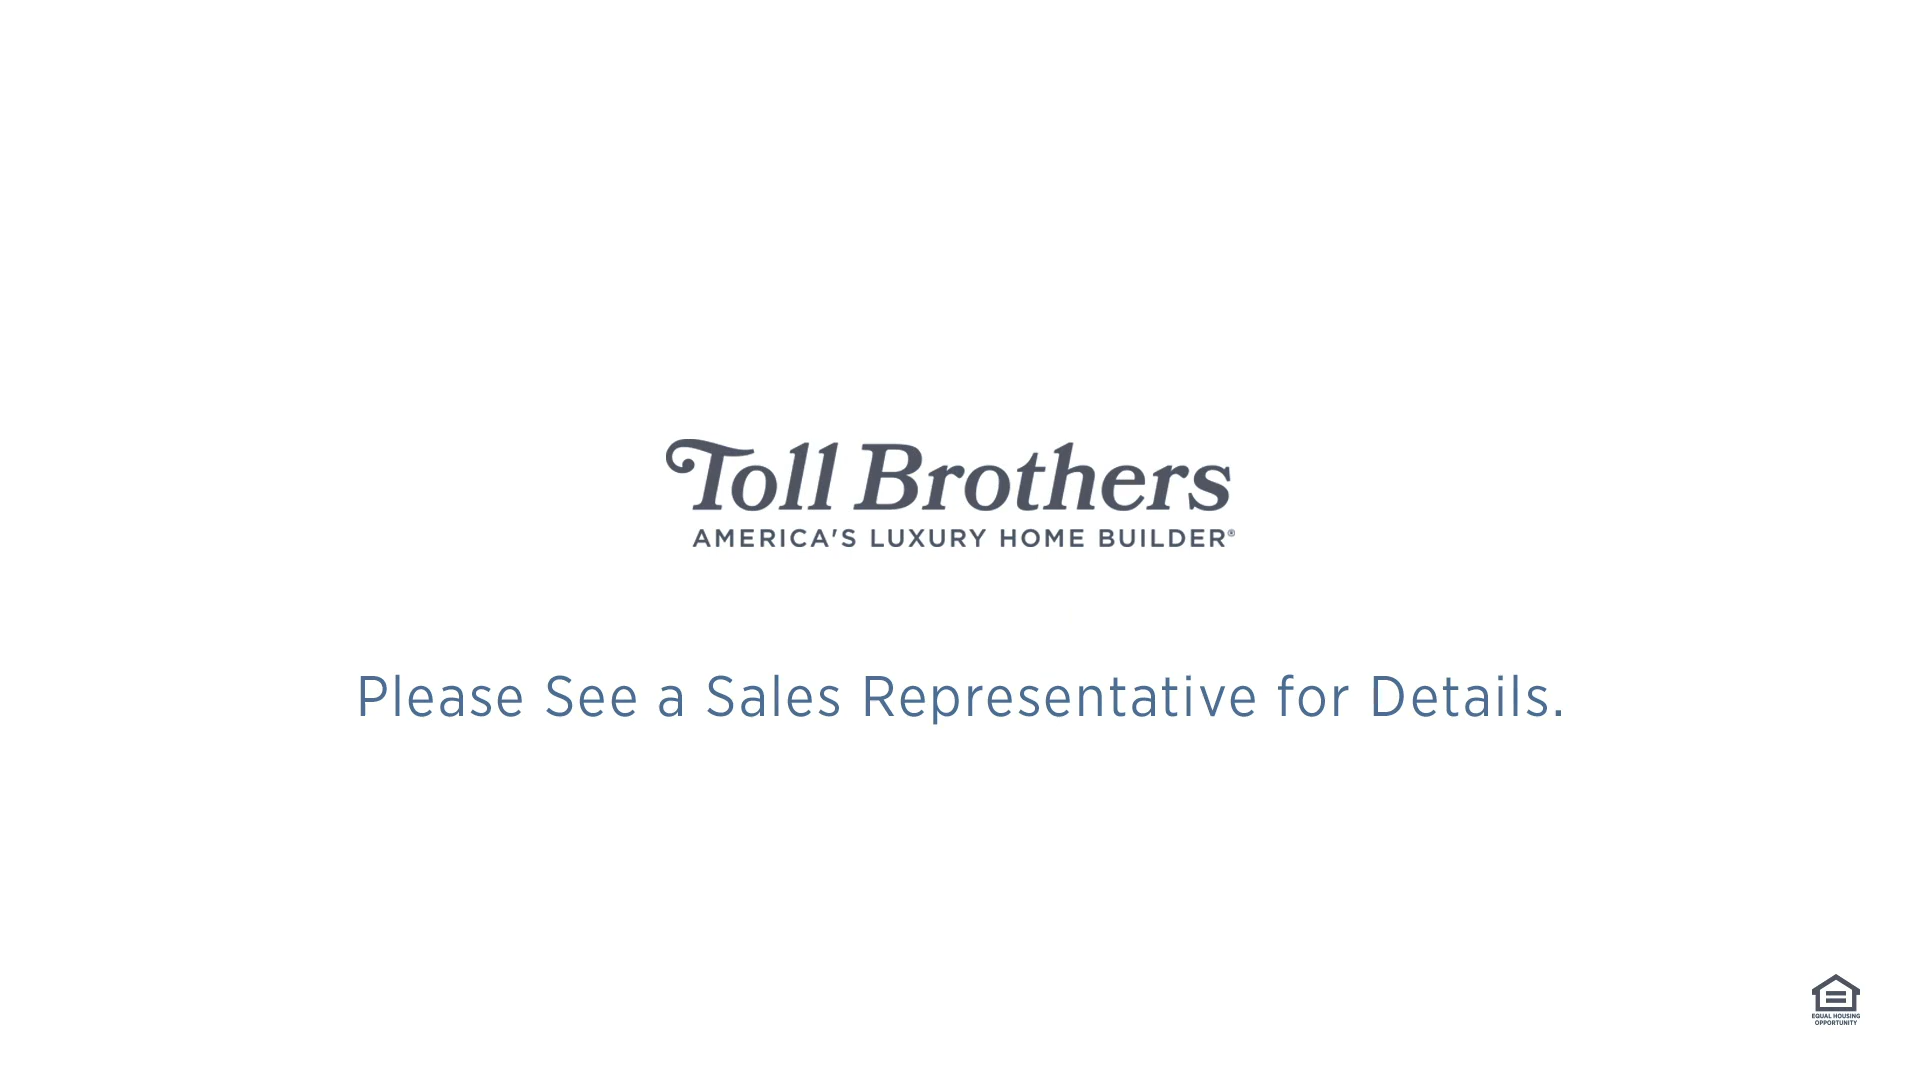 Toll Brothers
AMERICA'S LUXURY HOME BUILDER®
Please See a Sales Representative for Details.
EQUAL HOUSING
OPPORTUNITY